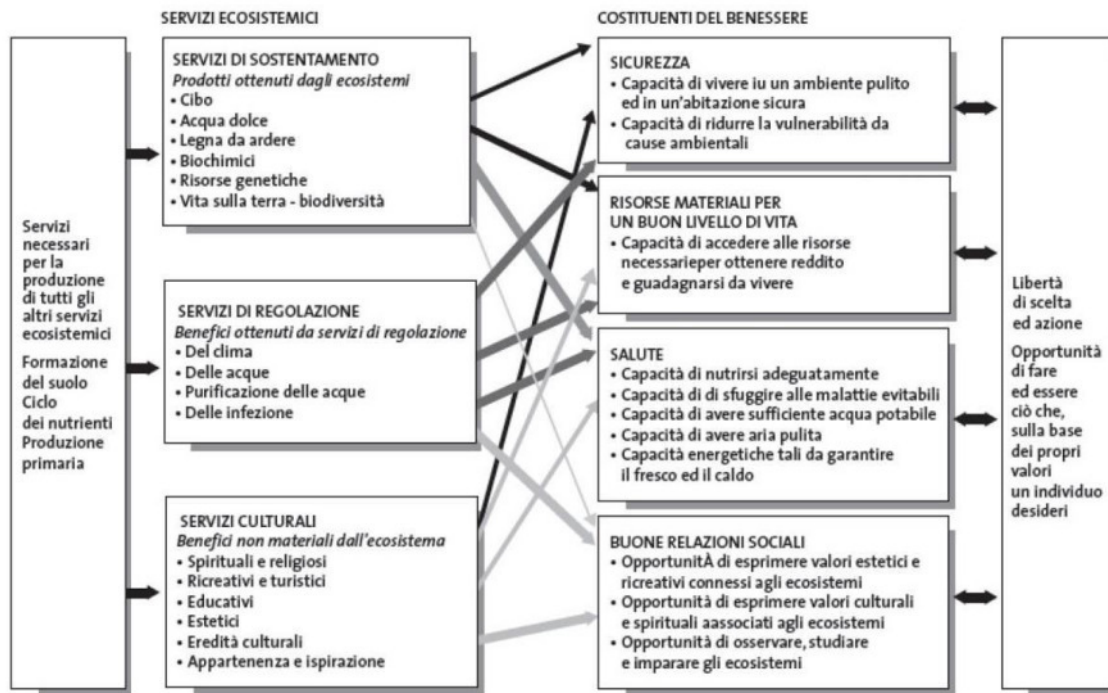 SERVIZI ECOSISTEMICI
COSTITUENTI DEL BENESSERE
Servizi
necessari
per la
produzione
di tutti gli
altri servizi
ecosistemici
Formazione
del suolo
Ciclo
dei nutrienti
Produzione
primaria
SERVIZI DI SOSTENTAMENTO
Prodotti ottenuti dagli ecosistemi
• Cibo
• Acqua dolce
• Legna da ardere
• Biochimici
• Risorse genetiche
• Vita sulla terra - biodiversità
SERVIZI DI REGOLAZIONE
Benefici ottenuti da servizi di regolazione
• Del clima
• Delle acque
• Purificazione delle acque
• Delle infezione
SERVIZI CULTURALI
Benefici non materiali dall'ecosistema
• Spirituali e religiosi
• Ricreativi e turistici
• Educativi
• Estetici
• Eredità culturali
• Appartenenza e ispirazione
SICUREZZA
• Capacità di vivere iu un ambiente pulito
ed in un'abitazione sicura
• Capacità di ridurre la vulnerabilità da
cause ambientali
RISORSE MATERIALI PER
UN BUON LIVELLO DI VITA
• Capacità di accedere alle risorse
necessarieper ottenere reddito
e guadagnarsi da vivere
SALUTE
• Capacità di nutrirsi adeguatamente
• Capacità di di sfuggire alle malattie evitabili
• Capacità di avere sufficiente acqua potabile
• Capacità di avere aria pulita
• Capacità energetiche tali da garantire
il fresco ed il caldo
BUONE RELAZIONI SOCIALI
• OpportunitÀ di esprimere valori estetici e
ricreativi connessi agli ecosistemi
• Opportunità di esprimere valori culturali
e spirituali aassociati agli ecosistemi
• Opportunità di osservare, studiare
e imparare gli ecosistemi
Libertà
di scelta
ed azione
Opportunità
di fare
ed essere
ciò che,
sulla base
dei propri
valori
un individuo
desideri